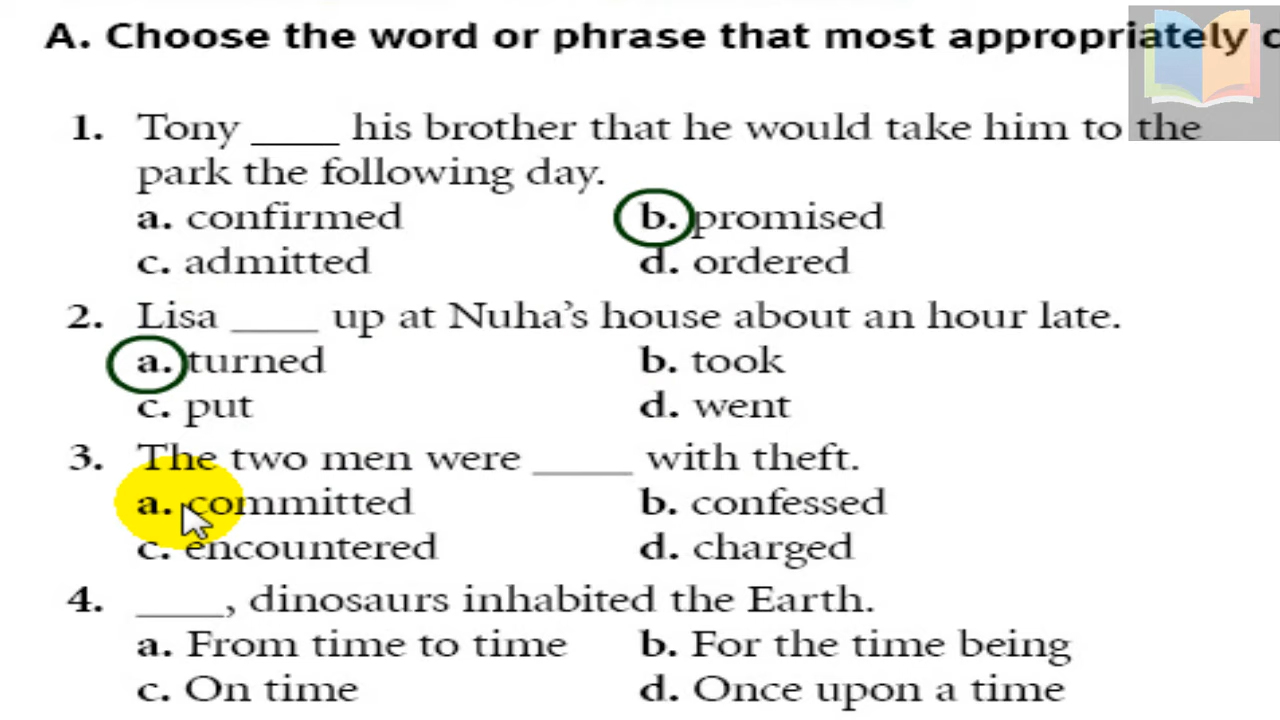 A. Choose the word or phrase that most appropriately c
1. Tony ____ his brother that he would take him to the
park the following day.
a. confirmed b. promised
c. admitted d. ordered
2. Lisa ____ up at Nuha’s house about an hour late.
a. turned b. took
c. put d. went
3. The two men were _____ with theft.
a. committed b. confessed
c. encountered d. charged
4. ____, dinosaurs inhabited the Earth.
a. From time to time b. For the time being
c. On time d. Once upon a time